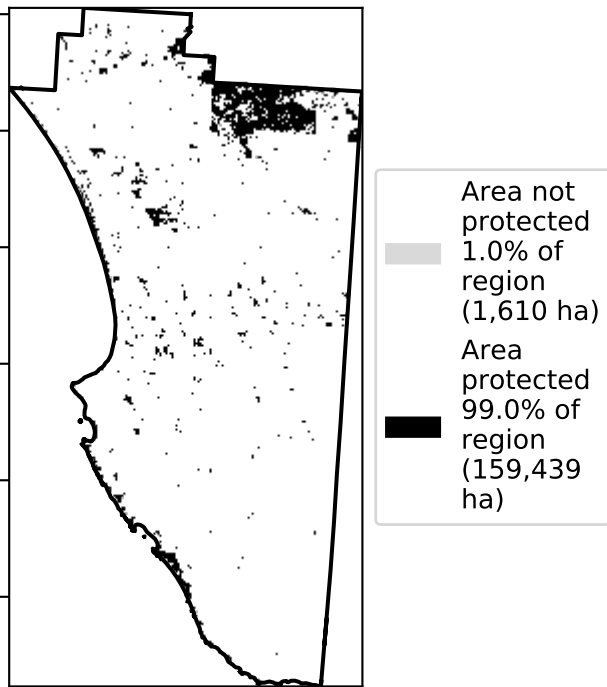 Area not
protected
1.0% of
region
(1,610 ha)
Area
protected
99.0% of
region
(159,439
ha)